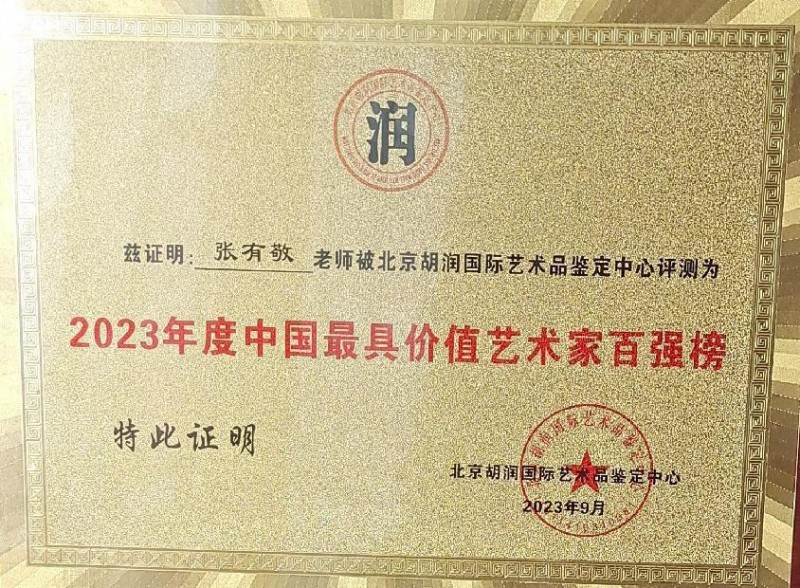 润
兹证明:张有敬老师被北京胡润国际艺术品鉴定中心评测为
2023年度中国最具价值艺术家百强榜
特此证明
北京胡润国际艺术品鉴定中心
2023年9月